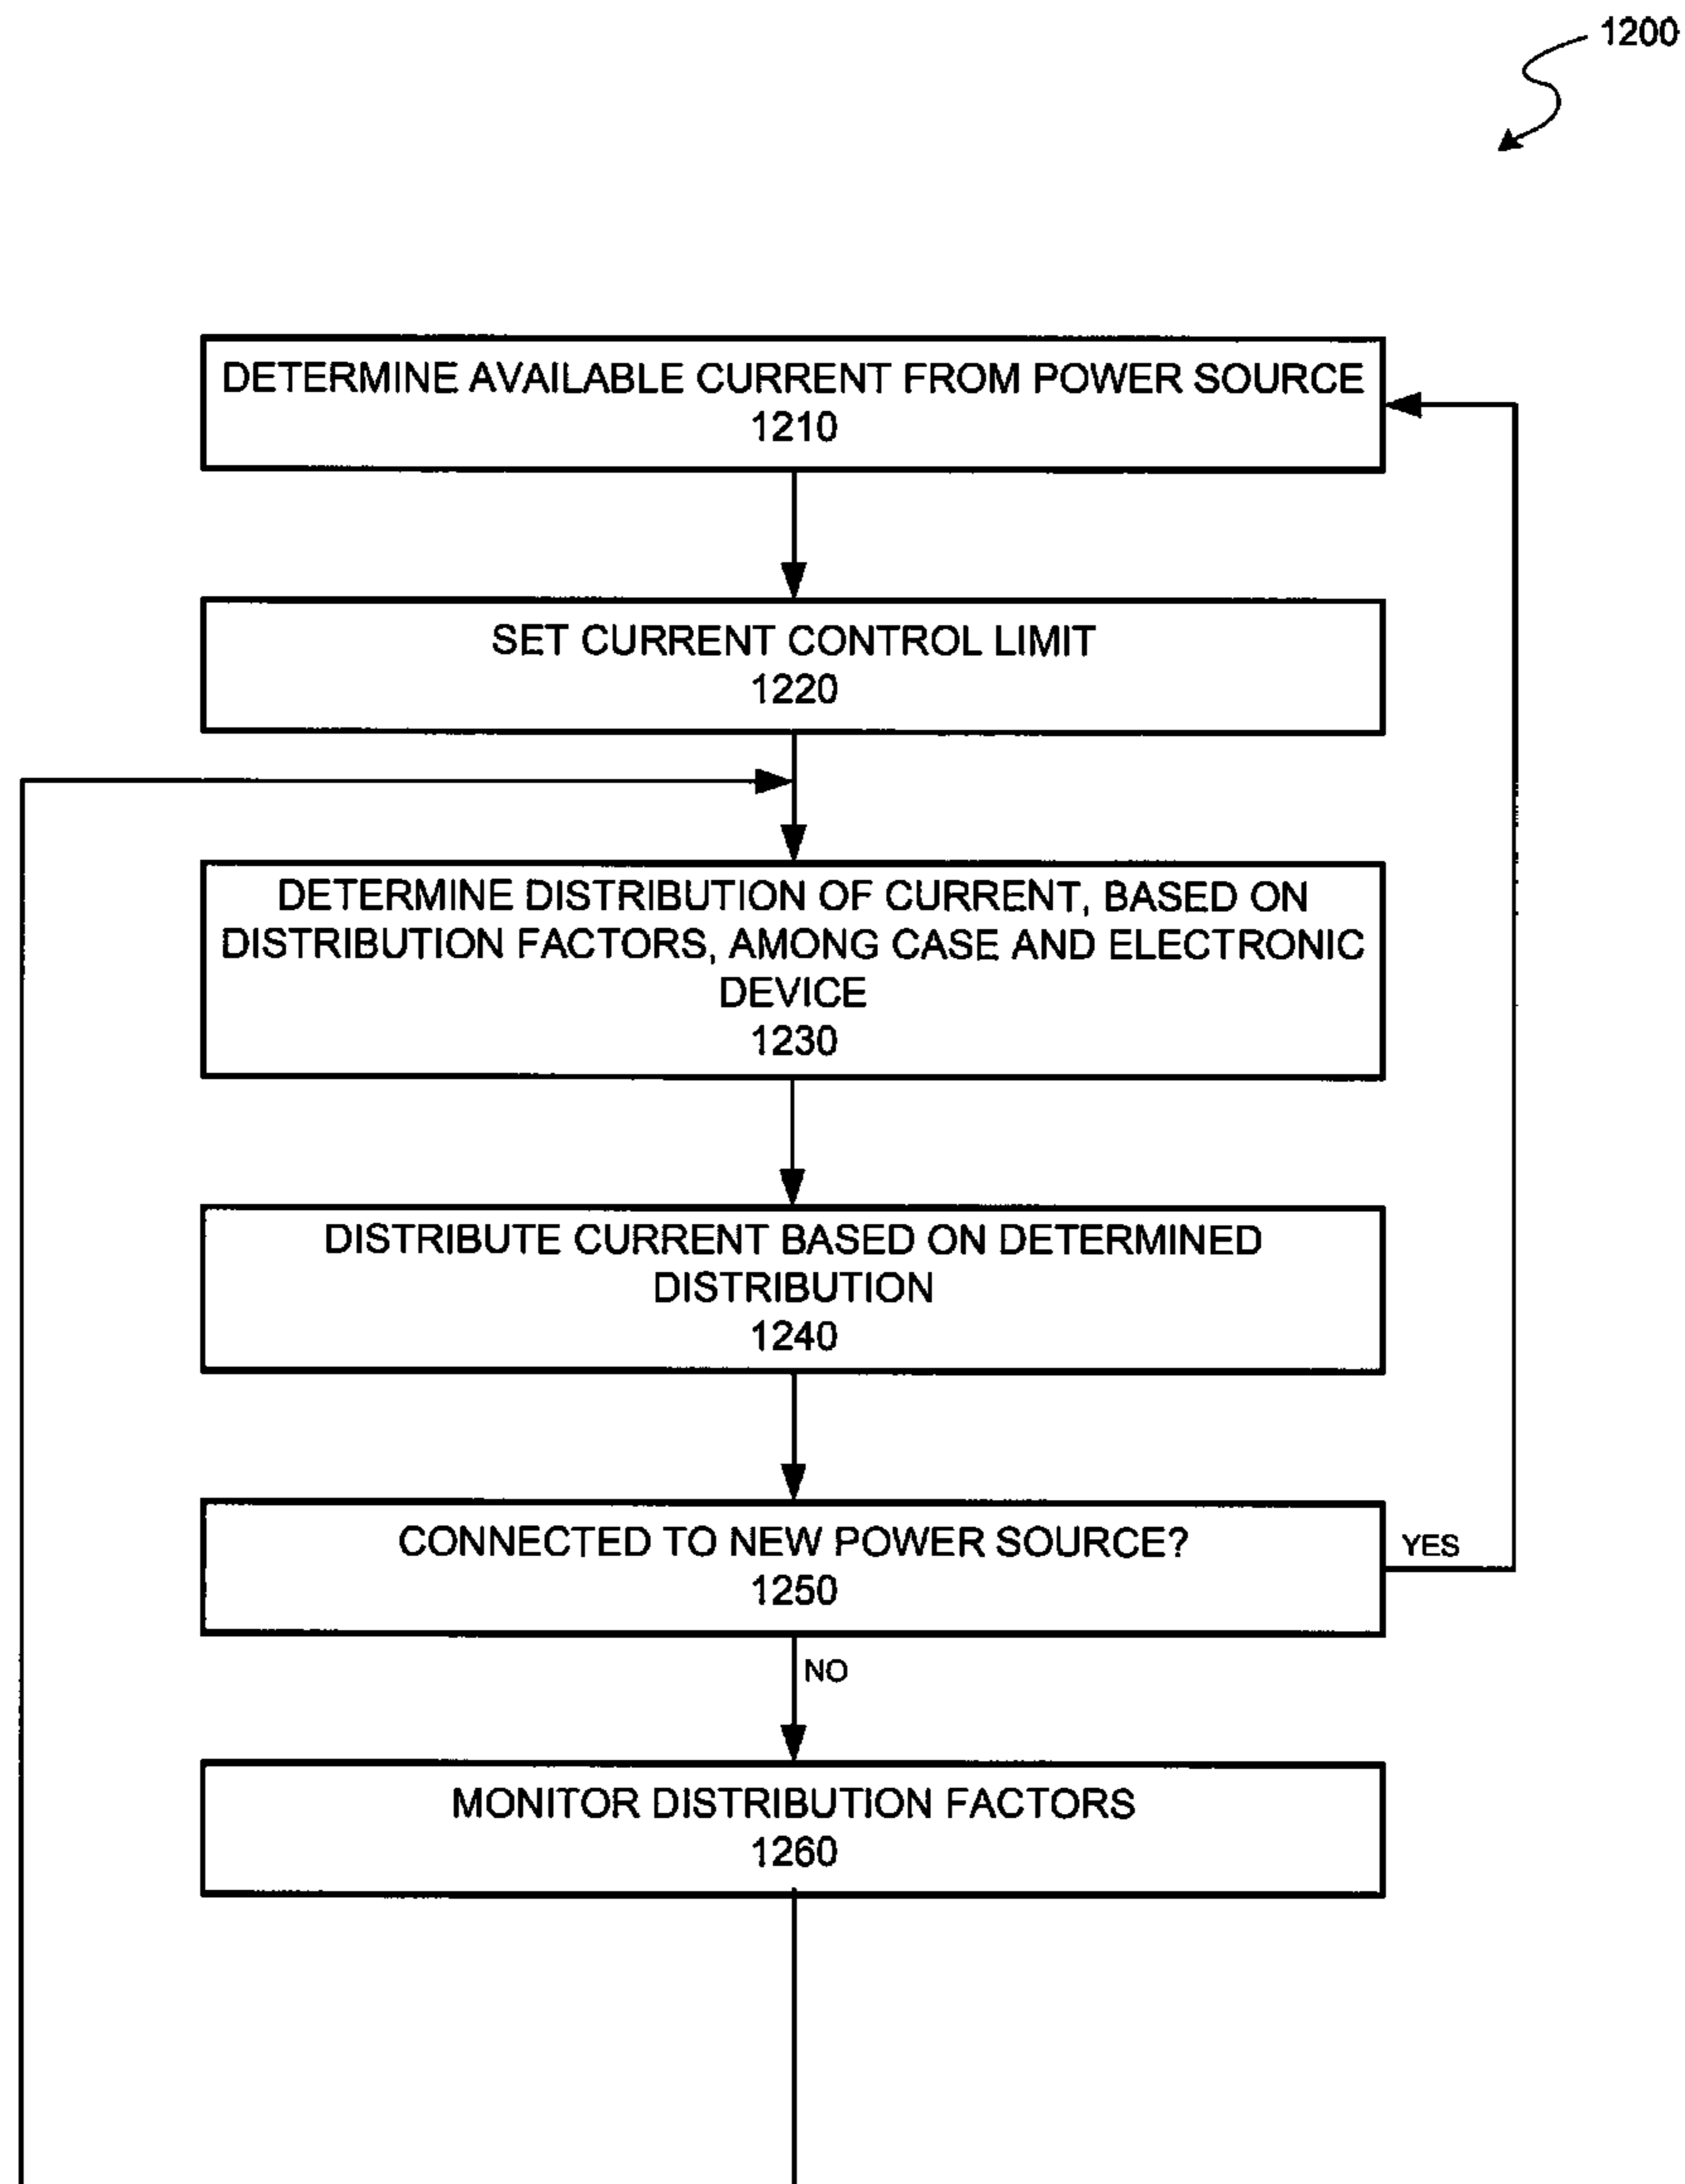 1200
DETERMINE AVAILABLE CURRENT FROM POWER SOURCE
1210
SET CURRENT CONTROL LIMIT
1220
DETERMINE DISTRIBUTION OF CURRENT, BASED ON
DISTRIBUTION FACTORS, AMONG CASE AND ELECTRONIC
DEVICE
1230
DISTRIBUTE CURRENT BASED ON DETERMINED
DISTRIBUTION
1240
CONNECTED TO NEW POWER SOURCE?
1250
YES
NO
MONITOR DISTRIBUTION FACTORS
1260